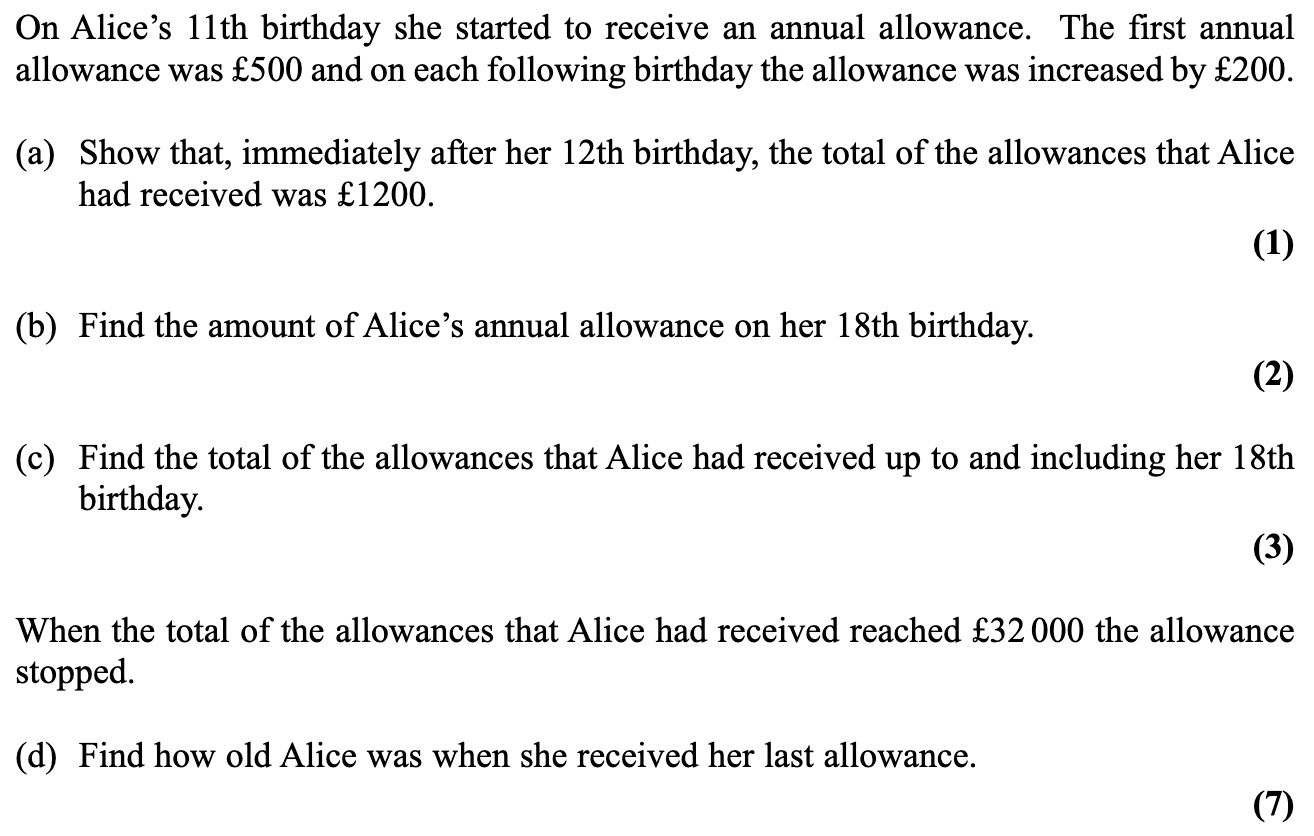 On Alice’s 11th birthday she started to receive an annual allowance. The first annual
allowance was £500 and on each following birthday the allowance was increased by £200.
(a) Show that, immediately after her 12th birthday, the total of the allowances that Alice
had received was £1200.
(1)
(b) Find the amount of Alice’s annual allowance on her 18th birthday.
(2)
(c) Find the total of the allowances that Alice had received up to and including her 18th
birthday.
(3)
When the total of the allowances that Alice had received reached £32 000 the allowance
stopped.
(d) Find how old Alice was when she received her last allowance.
(7)